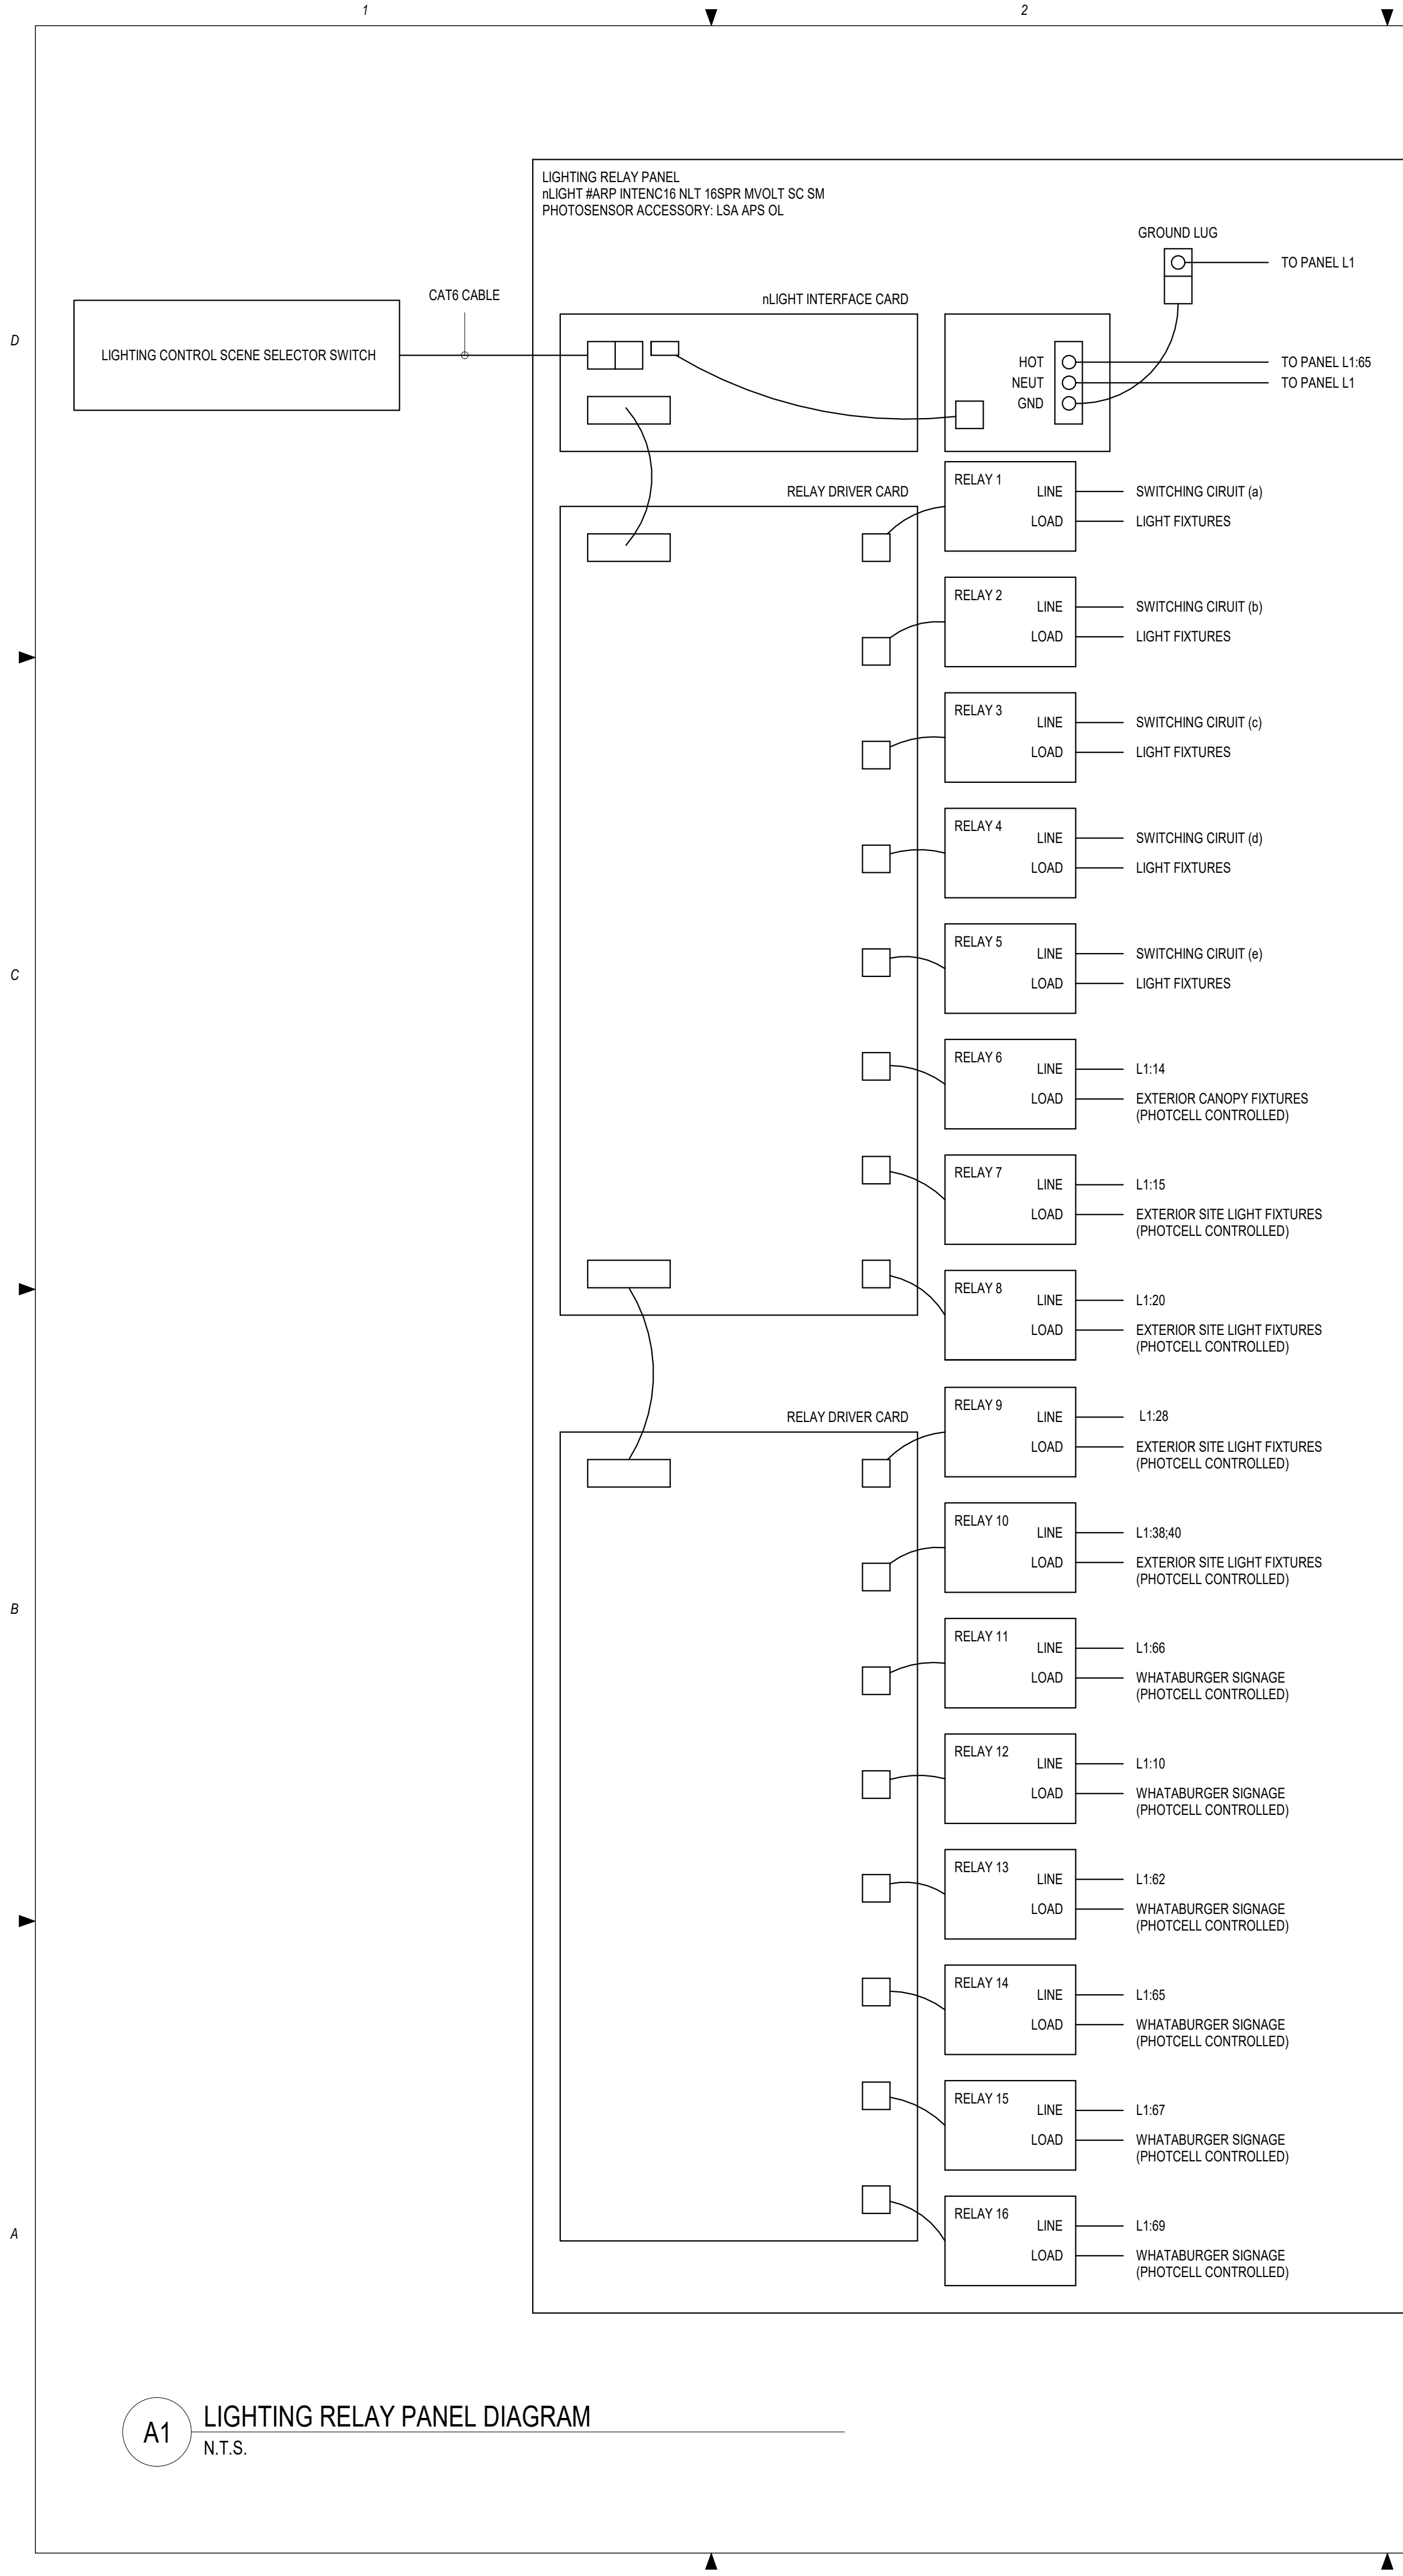 1
2
LIGHTING RELAY PANEL
nLIGHT #ARP INTENC16 NLT 16SPR MVOLT SC SM
PHOTOSENSOR ACCESSORY: LSA APS OL
GROUND LUG
TO PANEL L1
CAT6 CABLE
nLIGHT INTERFACE CARD
D
LIGHTING CONTROL SCENE SELECTOR SWITCH
HOT
TO PANEL L1:65
NEUT
TO PANEL L1
GND
RELAY DRIVER CARD
RELAY 1
LINE
SWITCHING CIRUIT (a)
LOAD
LIGHT FIXTURES
RELAY 2
LINE
SWITCHING CIRUIT (b)
LOAD
LIGHT FIXTURES
RELAY 3
LINE
SWITCHING CIRUIT (c)
LOAD
LIGHT FIXTURES
RELAY 4
LINE
SWITCHING CIRUIT (d)
LOAD
LIGHT FIXTURES
RELAY 5
LINE
SWITCHING CIRUIT (e)
C
LOAD
LIGHT FIXTURES
RELAY 6
LINE
L1:14
LOAD
EXTERIOR CANOPY FIXTURES
(PHOTCELL CONTROLLED)
RELAY 7
LINE
L1:15
LOAD
EXTERIOR SITE LIGHT FIXTURES
(PHOTCELL CONTROLLED)
RELAY 8
LINE
L1:20
LOAD
EXTERIOR SITE LIGHT FIXTURES
(PHOTCELL CONTROLLED)
RELAY DRIVER CARD
RELAY 9
LINE
L1:28
LOAD
EXTERIOR SITE LIGHT FIXTURES
(PHOTCELL CONTROLLED)
RELAY 10
LINE
L1:38;40
LOAD
EXTERIOR SITE LIGHT FIXTURES
(PHOTCELL CONTROLLED)
B
RELAY 11
LINE
L1:66
LOAD
WHATABURGER SIGNAGE
(PHOTCELL CONTROLLED)
RELAY 12
LINE
L1:10
LOAD
WHATABURGER SIGNAGE
(PHOTCELL CONTROLLED)
RELAY 13
LINE
L1:62
LOAD
WHATABURGER SIGNAGE
(PHOTCELL CONTROLLED)
RELAY 14
LINE
L1:65
LOAD
WHATABURGER SIGNAGE
(PHOTCELL CONTROLLED)
RELAY 15
LINE
L1:67
LOAD
WHATABURGER SIGNAGE
(PHOTCELL CONTROLLED)
A
RELAY 16
LINE
L1:69
LOAD
WHATABURGER SIGNAGE
(PHOTCELL CONTROLLED)
A1
LIGHTING RELAY PANEL DIAGRAM
N.T.S.